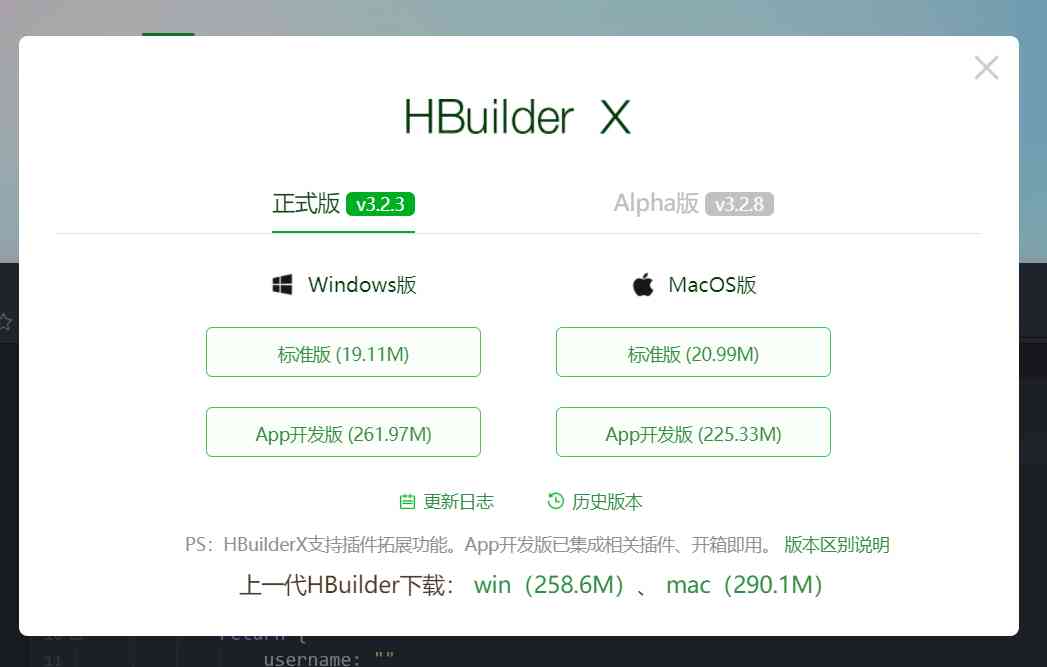 HBuilder X
正式版 v3.2.3 Alpha版 v3.2.8
Windows版 MacOS版
标准版 (19.11M) 标准版 (20.99M)
App开发版 (261.97M) App开发版 (225.33M)
更新日志 历史版本
PS：HBuilderX支持插件拓展功能。App开发版已集成相关插件、开箱即用。 版本区别说明
上一代HBuilder下载： win（258.6M）、 mac（290.1M）
return {
11 username: ""